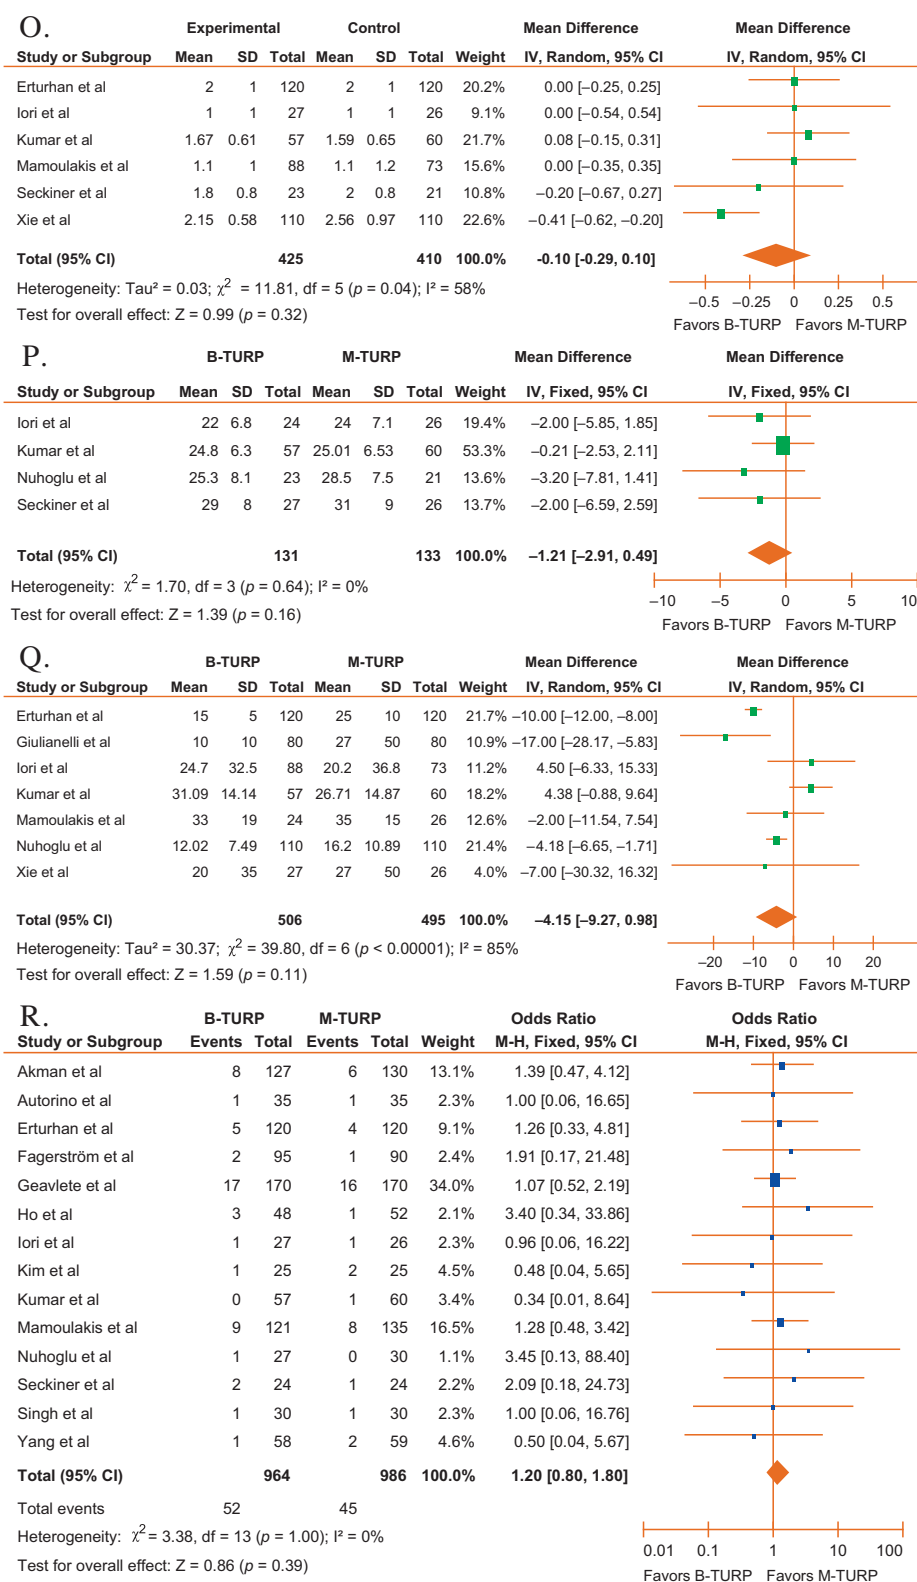 O.
Experimental Control Mean Difference Mean Difference
Study or Subgroup Mean SD Total Mean SD Total Weight IV, Random, 95% CI IV, Random, 95% CI
Erturhan et al 2 1 120 2 1 120 20.2% 0.00 [−0.25, 0.25]
Iori et al 1 1 27 1 1 26 9.1% 0.00 [−0.54, 0.54]
Kumar et al 1.67 0.61 57 1.59 0.65 60 21.7% 0.08 [−0.15, 0.31]
Mamoulakis et al 1.1 1 88 1.1 1.2 73 15.6% 0.00 [−0.35, 0.35]
Seckiner et al 1.8 0.8 23 2 0.8 21 10.8% −0.20 [−0.67, 0.27]
Xie et al 2.15 0.58 110 2.56 0.97 110 22.6% −0.41 [−0.62, −0.20]
Total (95% CI) 425 410 100.0% -0.10 [-0.29, 0.10]
Heterogeneity: Tau² = 0.03; χ² = 11.81, df = 5 (p = 0.04); I² = 58%
Test for overall effect: Z = 0.99 (p = 0.32)
−0.5 −0.25 0 0.25 0.5
Favors B-TURP Favors M-TURP
P.
B-TURP M-TURP Mean Difference Mean Difference
Study or Subgroup Mean SD Total Mean SD Total Weight IV, Fixed, 95% CI IV, Fixed, 95% CI
Iori et al 22 6.8 24 24 7.1 26 19.4% −2.00 [−5.85, 1.85]
Kumar et al 24.8 6.3 57 25.01 6.53 60 53.3% −0.21 [−2.53, 2.11]
Nuhoglu et al 25.3 8.1 23 28.5 7.5 21 13.6% −3.20 [−7.81, 1.41]
Seckiner et al 29 8 27 31 9 26 13.7% −2.00 [−6.59, 2.59]
Total (95% CI) 131 133 100.0% −1.21 [−2.91, 0.49]
Heterogeneity: χ² = 1.70, df = 3 (p = 0.64); I² = 0%
Test for overall effect: Z = 1.39 (p = 0.16)
−10 −5 0 5 10
Favors B-TURP Favors M-TURP
Q.
B-TURP M-TURP Mean Difference Mean Difference
Study or Subgroup Mean SD Total Mean SD Total Weight IV, Random, 95% CI IV, Random, 95% CI
Erturhan et al 15 5 120 25 10 120 21.7% −10.00 [−12.00, −8.00]
Giulianelli et al 10 10 80 27 50 80 10.9% −17.00 [−28.17, −5.83]
Iori et al 24.7 32.5 88 20.2 36.8 73 11.2% 4.50 [−6.33, 15.33]
Kumar et al 31.09 14.14 57 26.71 14.87 60 18.2% 4.38 [−0.88, 9.64]
Mamoulakis et al 33 19 24 35 15 26 12.6% −2.00 [−11.54, 7.54]
Nuhoglu et al 12.02 7.49 110 16.2 10.89 110 21.4% −4.18 [−6.65, −1.71]
Xie et al 20 35 27 27 50 26 4.0% −7.00 [−30.32, 16.32]
Total (95% CI) 506 495 100.0% −4.15 [−9.27, 0.98]
Heterogeneity: Tau² = 30.37; χ² = 39.80, df = 6 (p < 0.00001); I² = 85%
Test for overall effect: Z = 1.59 (p = 0.11)
−20 −10 0 10 20
Favors B-TURP Favors M-TURP
R.
B-TURP M-TURP Odds Ratio Odds Ratio
Study or Subgroup Events Total Events Total Weight M-H, Fixed, 95% CI M-H, Fixed, 95% CI
Akman et al 8 127 6 130 13.1% 1.39 [0.47, 4.12]
Autorino et al 1 35 1 35 2.3% 1.00 [0.06, 16.65]
Erturhan et al 5 120 4 120 9.1% 1.26 [0.33, 4.81]
Fagerström et al 2 95 1 90 2.4% 1.91 [0.17, 21.48]
Geavlete et al 17 170 16 170 34.0% 1.07 [0.52, 2.19]
Ho et al 3 48 1 52 2.1% 3.40 [0.34, 33.86]
Iori et al 1 27 1 26 2.3% 0.96 [0.06, 16.22]
Kim et al 1 25 2 25 4.5% 0.48 [0.04, 5.65]
Kumar et al 0 57 1 60 3.4% 0.34 [0.01, 8.64]
Mamoulakis et al 9 121 8 135 16.5% 1.28 [0.48, 3.42]
Nuhoglu et al 1 27 0 30 1.1% 3.45 [0.13, 88.40]
Seckiner et al 2 24 1 24 2.2% 2.09 [0.18, 24.73]
Singh et al 1 30 1 30 2.3% 1.00 [0.06, 16.76]
Yang et al 1 58 2 59 4.6% 0.50 [0.04, 5.67]
Total (95% CI) 964 986 100.0% 1.20 [0.80, 1.80]
Total events 52 45
Heterogeneity: χ² = 3.38, df = 13 (p = 1.00); I² = 0%
Test for overall effect: Z = 0.86 (p = 0.39)
0.01 0.1 1 10 100
Favors B-TURP Favors M-TURP